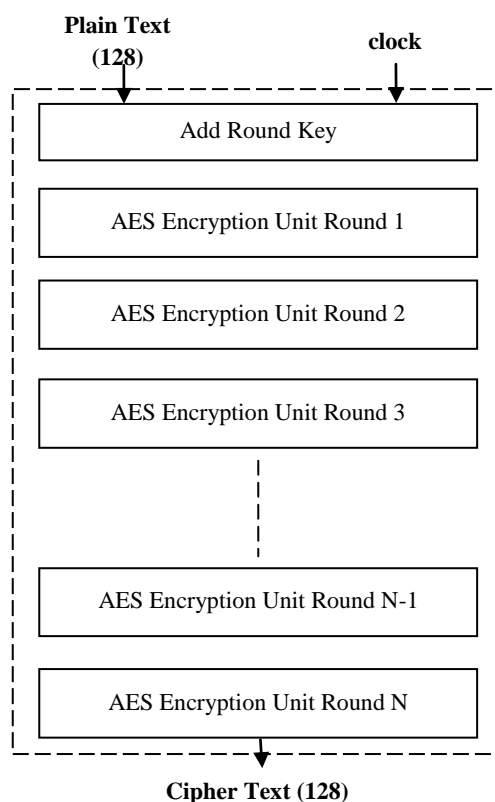 Plain Text
(128)
clock
Add Round Key
AES Encryption Unit Round 1
AES Encryption Unit Round 2
AES Encryption Unit Round 3
AES Encryption Unit Round N-1
AES Encryption Unit Round N
Cipher Text (128)